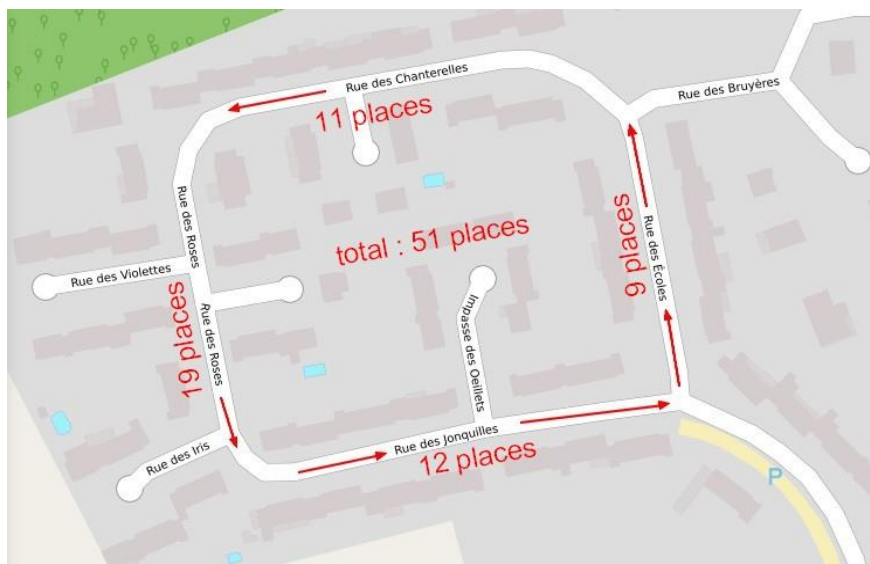 Rue des Chanterelles
11 places
Rue des Bruyères
Rue des Roses
Rue des Violettes
total : 51 places
9 places
Rue des Écoles
Rue des Roses
19 places
Impasse des Oeillets
Rue des Iris
Rue des Jonquilles
12 places
P